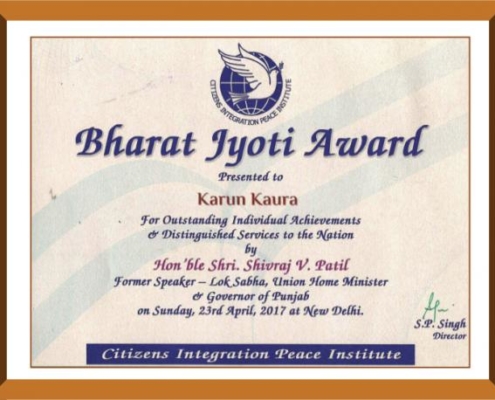 CITIZENS INTEGRATION PEACE INSTITUTE
Bharat Jyoti Award
Presented to
Karun Kaura
For Outstanding Individual Achievements
& Distinguished Services to the Nation
by
Hon'ble Shri. Shivraj V. Patil
Former Speaker – Lok Sabha, Union Home Minister
& Governor of Punjab
on Sunday, 23rd April, 2017 at New Delhi.
S.P. Singh
Director
Citizens Integration Peace Institute